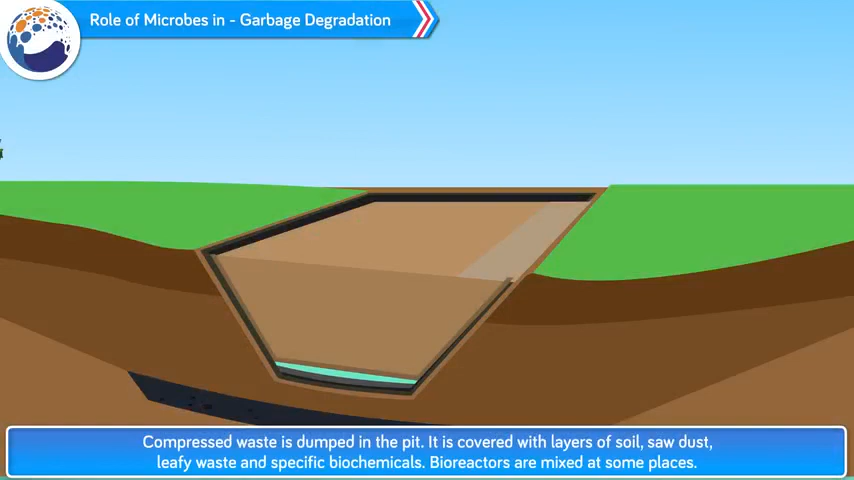 Role of Microbes in - Garbage Degradation
Compressed waste is dumped in the pit. It is covered with layers of soil, saw dust,
leafy waste and specific biochemicals. Bioreactors are mixed at some places.